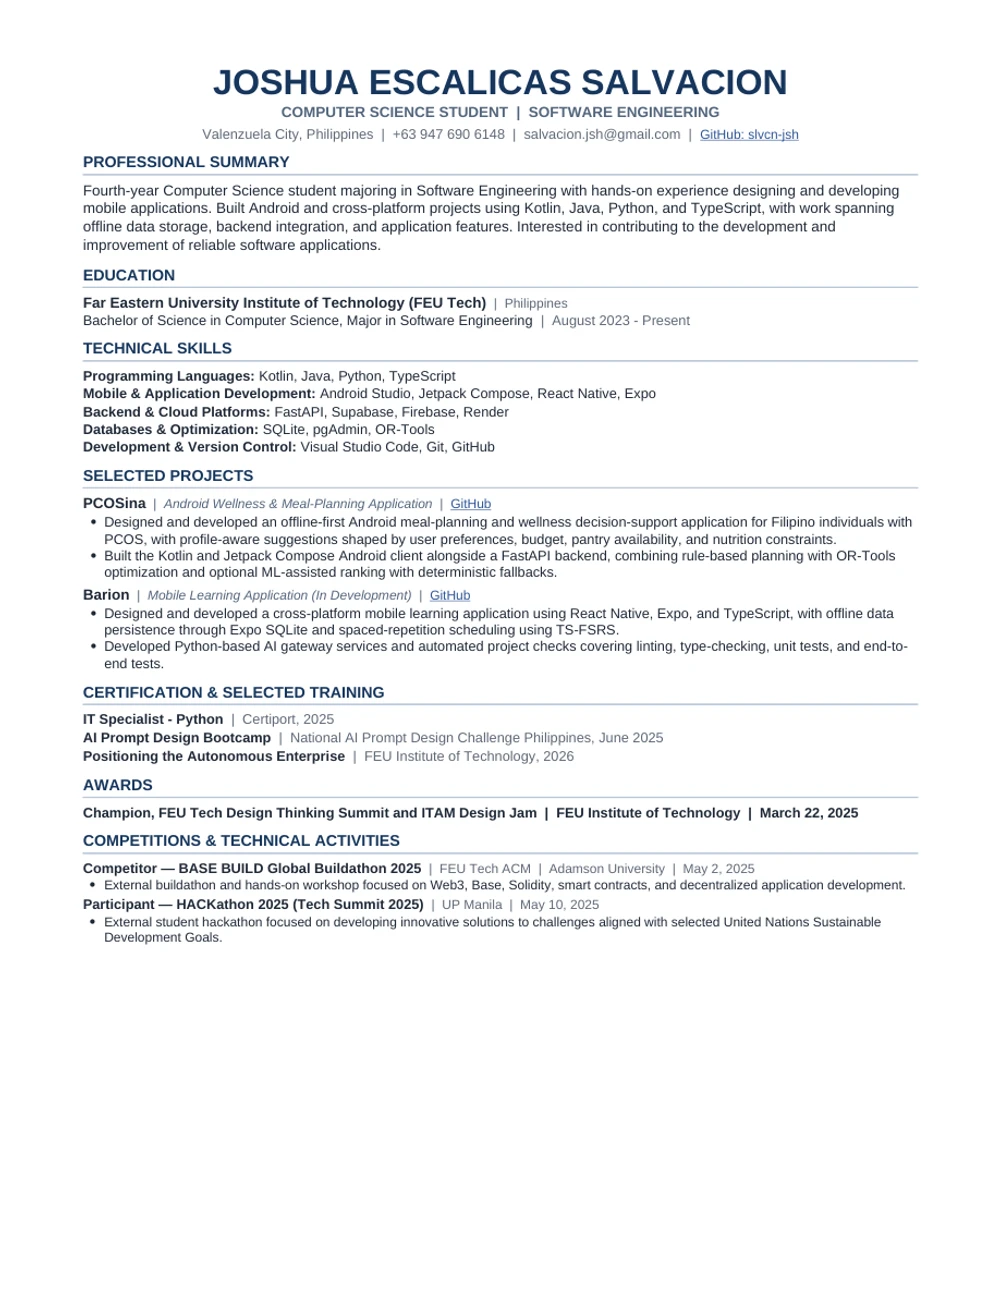 JOSHUA ESCALICAS SALVACION
COMPUTER SCIENCE STUDENT | SOFTWARE ENGINEERING
Valenzuela City, Philippines | +63 947 690 6148 | salvacion.jsh@gmail.com | GitHub: slvcn-jsh
PROFESSIONAL SUMMARY
Fourth-year Computer Science student majoring in Software Engineering with hands-on experience designing and developing
mobile applications. Built Android and cross-platform projects using Kotlin, Java, Python, and TypeScript, with work spanning
offline data storage, backend integration, and application features. Interested in contributing to the development and
improvement of reliable software applications.
EDUCATION
Far Eastern University Institute of Technology (FEU Tech) | Philippines
Bachelor of Science in Computer Science, Major in Software Engineering | August 2023 - Present
TECHNICAL SKILLS
Programming Languages: Kotlin, Java, Python, TypeScript
Mobile & Application Development: Android Studio, Jetpack Compose, React Native, Expo
Backend & Cloud Platforms: FastAPI, Supabase, Firebase, Render
Databases & Optimization: SQLite, pgAdmin, OR-Tools
Development & Version Control: Visual Studio Code, Git, GitHub
SELECTED PROJECTS
PCOSina | Android Wellness & Meal-Planning Application | GitHub
• Designed and developed an offline-first Android meal-planning and wellness decision-support application for Filipino individuals with
PCOS, with profile-aware suggestions shaped by user preferences, budget, pantry availability, and nutrition constraints.
• Built the Kotlin and Jetpack Compose Android client alongside a FastAPI backend, combining rule-based planning with OR-Tools
optimization and optional ML-assisted ranking with deterministic fallbacks.
Barion | Mobile Learning Application (In Development) | GitHub
• Designed and developed a cross-platform mobile learning application using React Native, Expo, and TypeScript, with offline data
persistence through Expo SQLite and spaced-repetition scheduling using TS-FSRS.
• Developed Python-based AI gateway services and automated project checks covering linting, type-checking, unit tests, and end-to-
end tests.
CERTIFICATION & SELECTED TRAINING
IT Specialist - Python | Certiport, 2025
AI Prompt Design Bootcamp | National AI Prompt Design Challenge Philippines, June 2025
Positioning the Autonomous Enterprise | FEU Institute of Technology, 2026
AWARDS
Champion, FEU Tech Design Thinking Summit and ITAM Design Jam | FEU Institute of Technology | March 22, 2025
COMPETITIONS & TECHNICAL ACTIVITIES
Competitor — BASE BUILD Global Buildathon 2025 | FEU Tech ACM | Adamson University | May 2, 2025
• External buildathon and hands-on workshop focused on Web3, Base, Solidity, smart contracts, and decentralized application development.
Participant — HACKathon 2025 (Tech Summit 2025) | UP Manila | May 10, 2025
• External student hackathon focused on developing innovative solutions to challenges aligned with selected United Nations Sustainable
Development Goals.